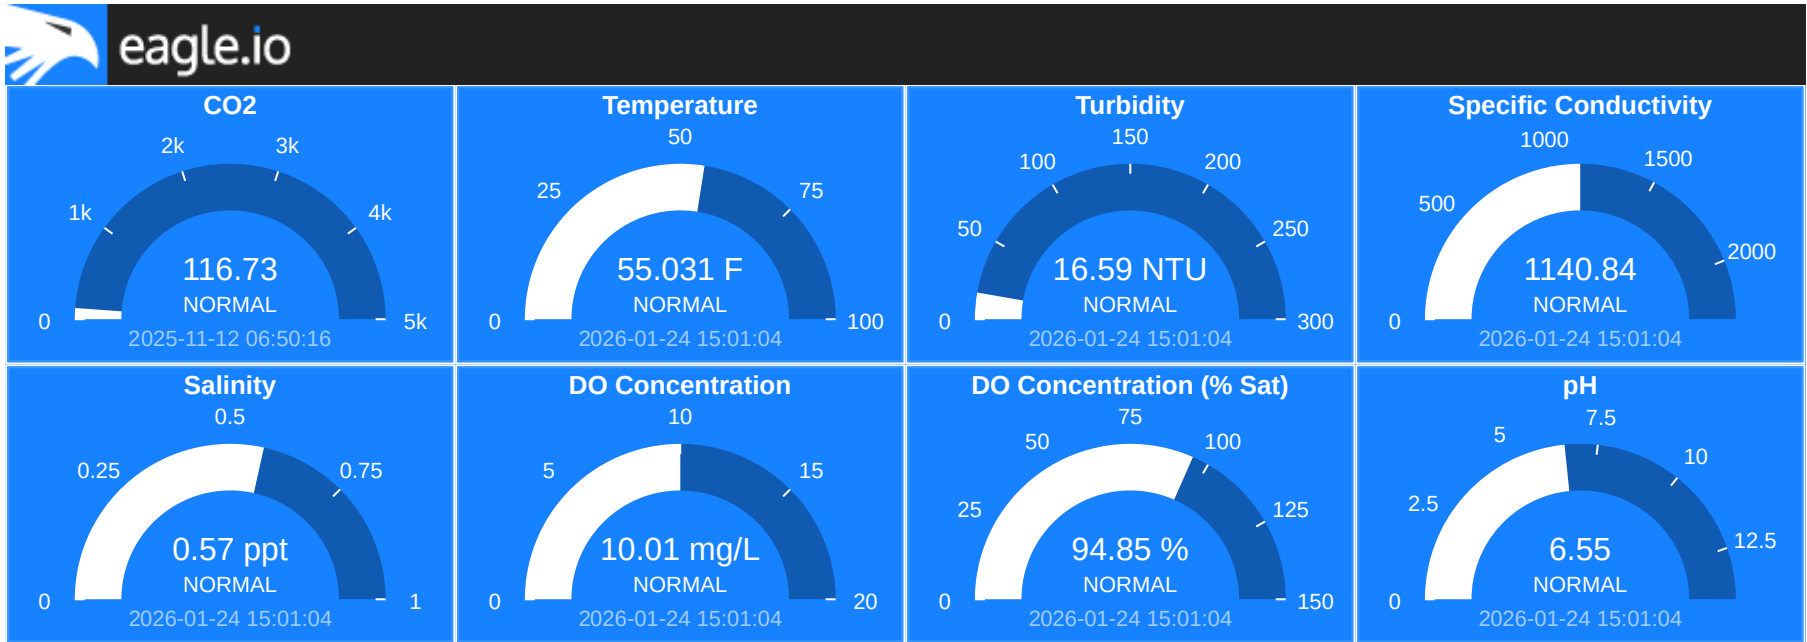 eagle.io
CO2
0
1k
2k
3k
4k
5k
116.73
NORMAL
2025-11-12 06:50:16
Temperature
0
25
50
75
100
55.031 F
NORMAL
2026-01-24 15:01:04
Turbidity
0
50
100
150
200
250
300
16.59 NTU
NORMAL
2026-01-24 15:01:04
Specific Conductivity
0
500
1000
1500
2000
1140.84
NORMAL
2026-01-24 15:01:04
Salinity
0
0.25
0.5
0.75
1
0.57 ppt
NORMAL
2026-01-24 15:01:04
DO Concentration
0
5
10
15
20
10.01 mg/L
NORMAL
2026-01-24 15:01:04
DO Concentration (% Sat)
0
25
50
75
100
125
150
94.85 %
NORMAL
2026-01-24 15:01:04
pH
0
2.5
5
7.5
10
12.5
6.55
NORMAL
2026-01-24 15:01:04